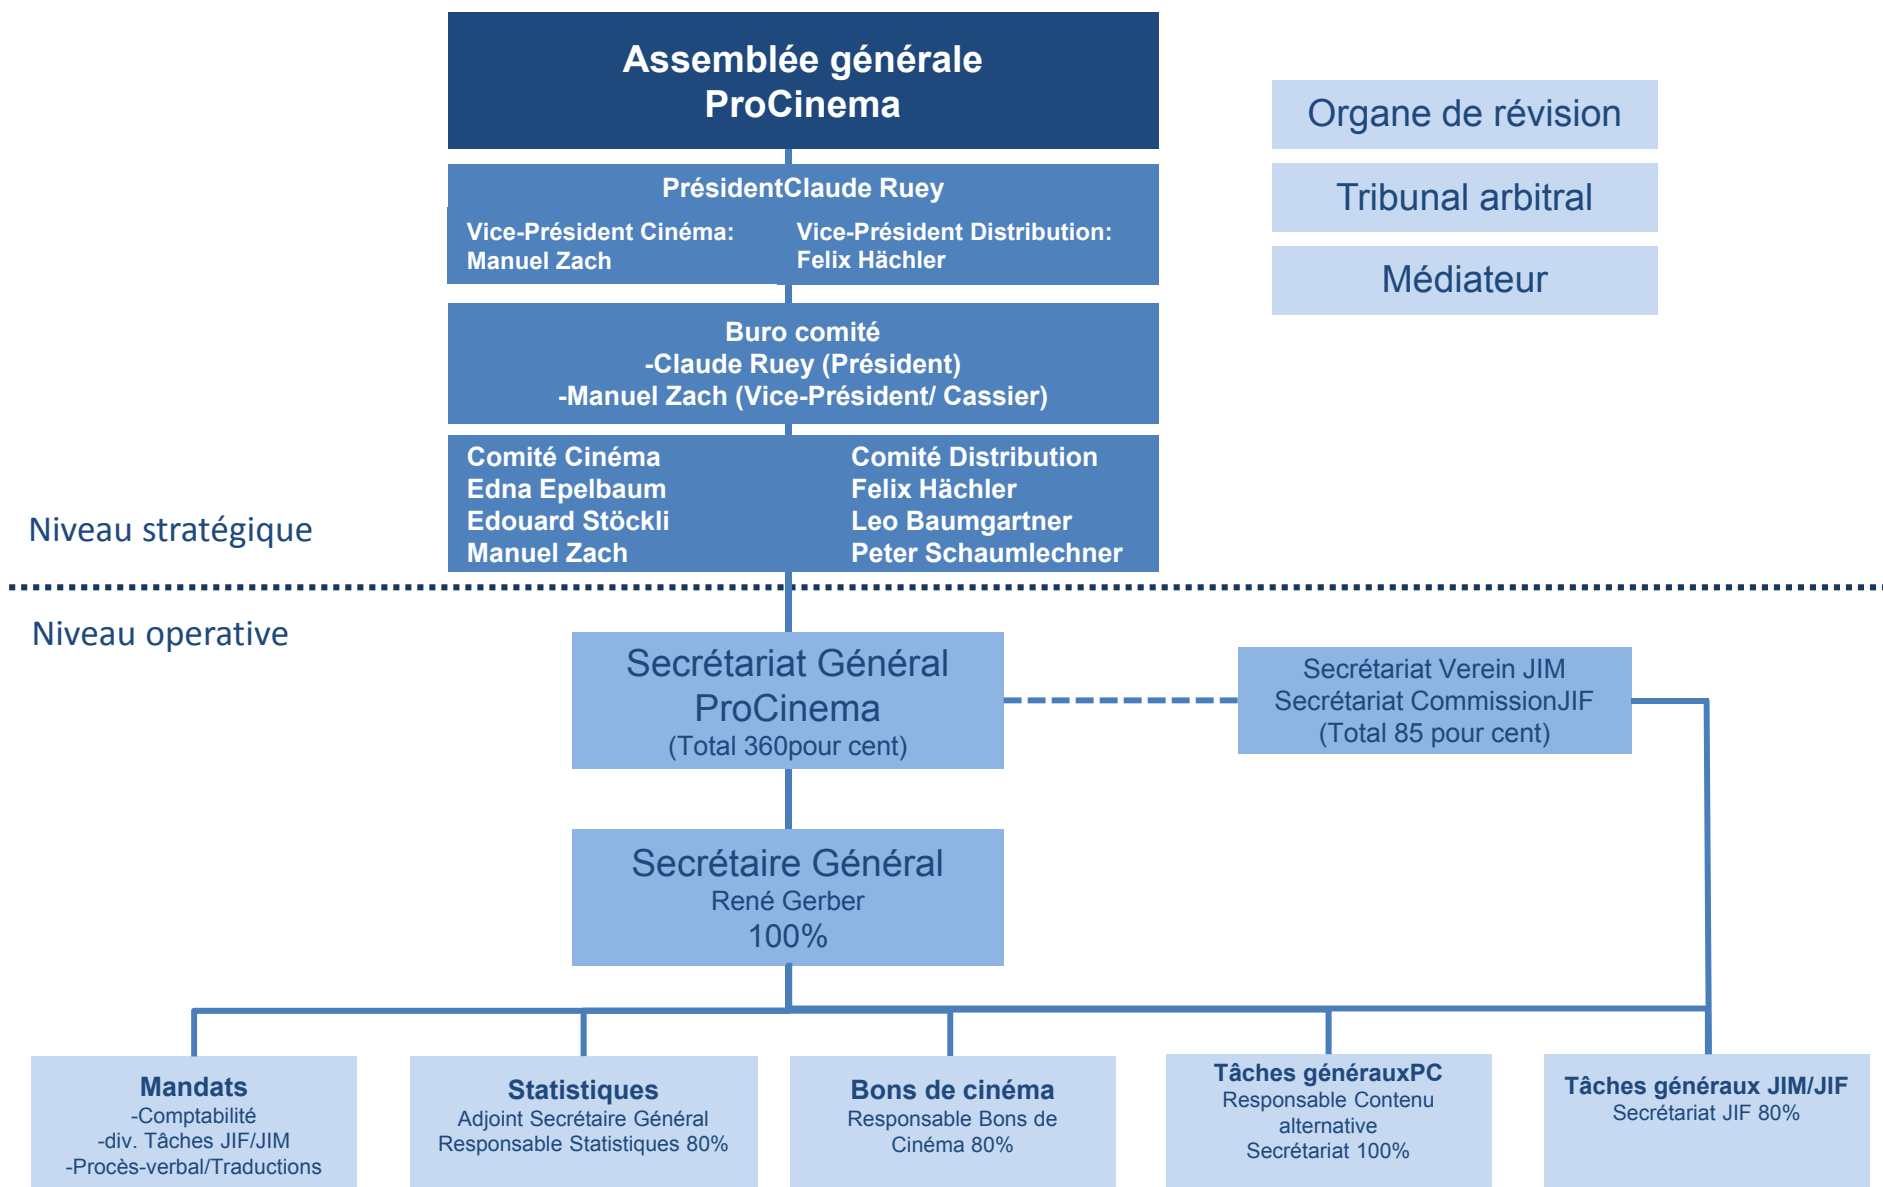 Assemblée générale
ProCinema
Organe de révision
Tribunal arbitral
Médiateur
PrésidentClaude Ruey
Vice-Président Cinéma:
Manuel Zach
Vice-Président Distribution:
Felix Hächler
Buro comité
-Claude Ruey (Président)
-Manuel Zach (Vice-Président/ Cassier)
Comité Cinéma
Edna Epelbaum
Edouard Stöckli
Manuel Zach
Comité Distribution
Felix Hächler
Leo Baumgartner
Peter Schaumlechner
Niveau stratégique
Niveau operative
Secrétariat Général
ProCinema
(Total 360pour cent)
Secrétariat Verein JIM
Secrétariat CommissionJIF
(Total 85 pour cent)
Secrétaire Général
René Gerber
100%
Mandats
-Comptabilité
-div. Tâches JIF/JIM
-Procès-verbal/Traductions
Statistiques
Adjoint Secrétaire Général
Responsable Statistiques 80%
Bons de cinéma
Responsable Bons de
Cinéma 80%
Tâches générauxPC
Responsable Contenu
alternative
Secrétariat 100%
Tâches généraux JIM/JIF
Secrétariat JIF 80%